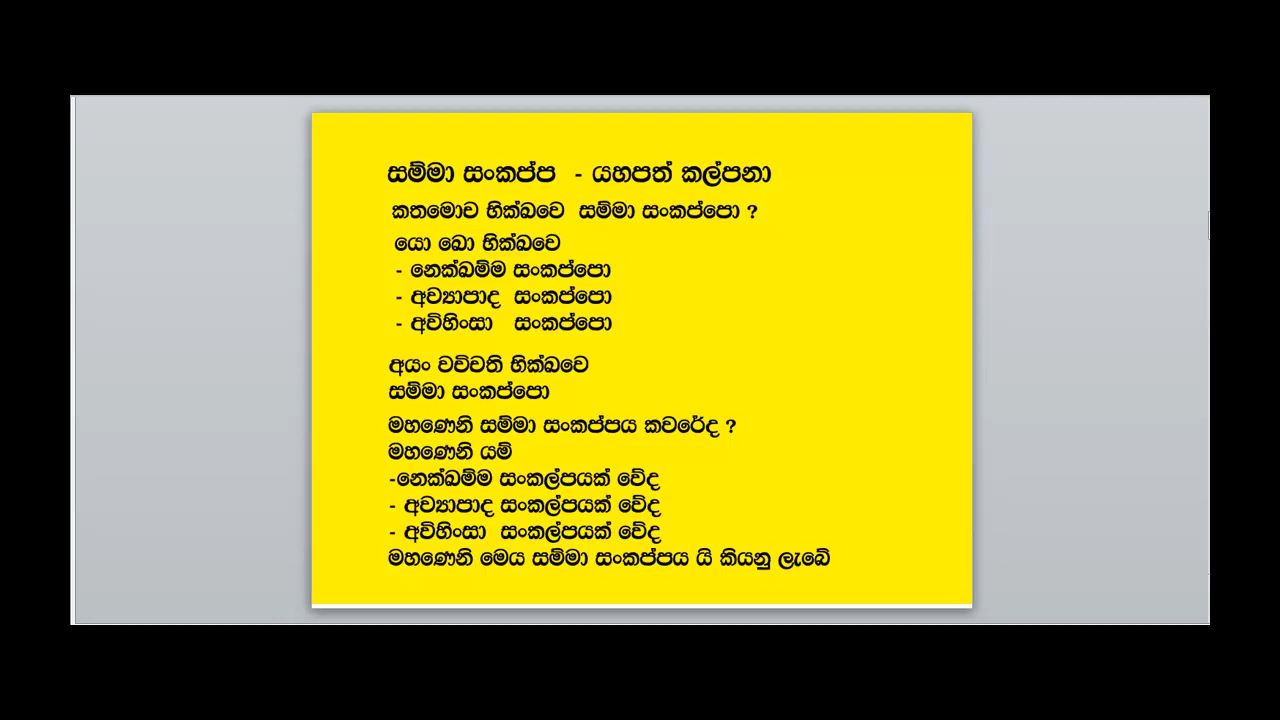 සම්මා සංකප්ප - යහපත් කල්පනා
කතමොච භික්ඛවෙ සම්මා සංකප්පො ?
යො ඛො භික්ඛවෙ
- නෙක්ඛම්ම සංකප්පො
- අව්‍යාපාද සංකප්පො
- අවිහිංසා සංකප්පො
අයං වච්චති භික්ඛවෙ
සම්මා සංකප්පො
මහණෙනි සම්මා සංකප්පය කවරේද ?
මහණෙනි යම්
-නෙක්ඛම්ම සංකල්පයක් වේද
- අව්‍යාපාද සංකල්පයක් වේද
- අවිහිංසා සංකල්පයක් වේද
මහණෙනි මෙය සම්මා සංකප්පය යි කියනු ලැබේ